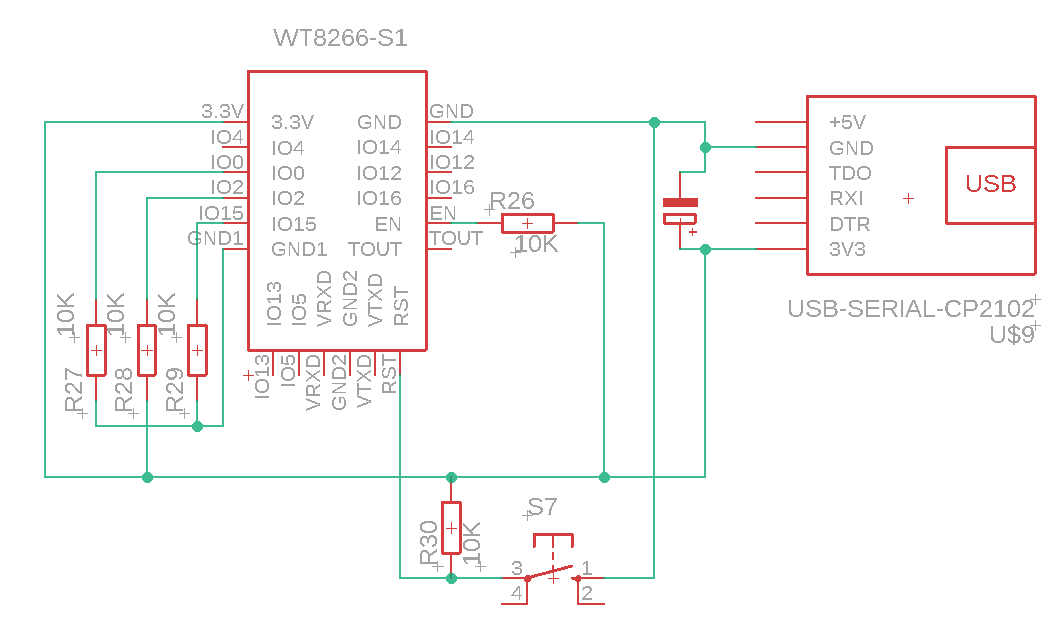 WT8266-S1
3.3V
IO4
IO0
IO2
IO15
GND1
3.3V
IO4
IO0
IO2
IO15
GND1
GND
IO14
IO12
IO16
EN
TOUT
GND
IO14
IO12
IO16
EN
TOUT
IO13
IO5
VRXD
GND2
VTXD
RST
IO13
IO5
VRXD
GND2
VTXD
RST
R26
10K
10K
R27
10K
R28
10K
R29
R30
10K
S7
3
1
4
2
+5V
GND
TDO
RXI
DTR
3V3
USB
USB-SERIAL-CP2102
U$9